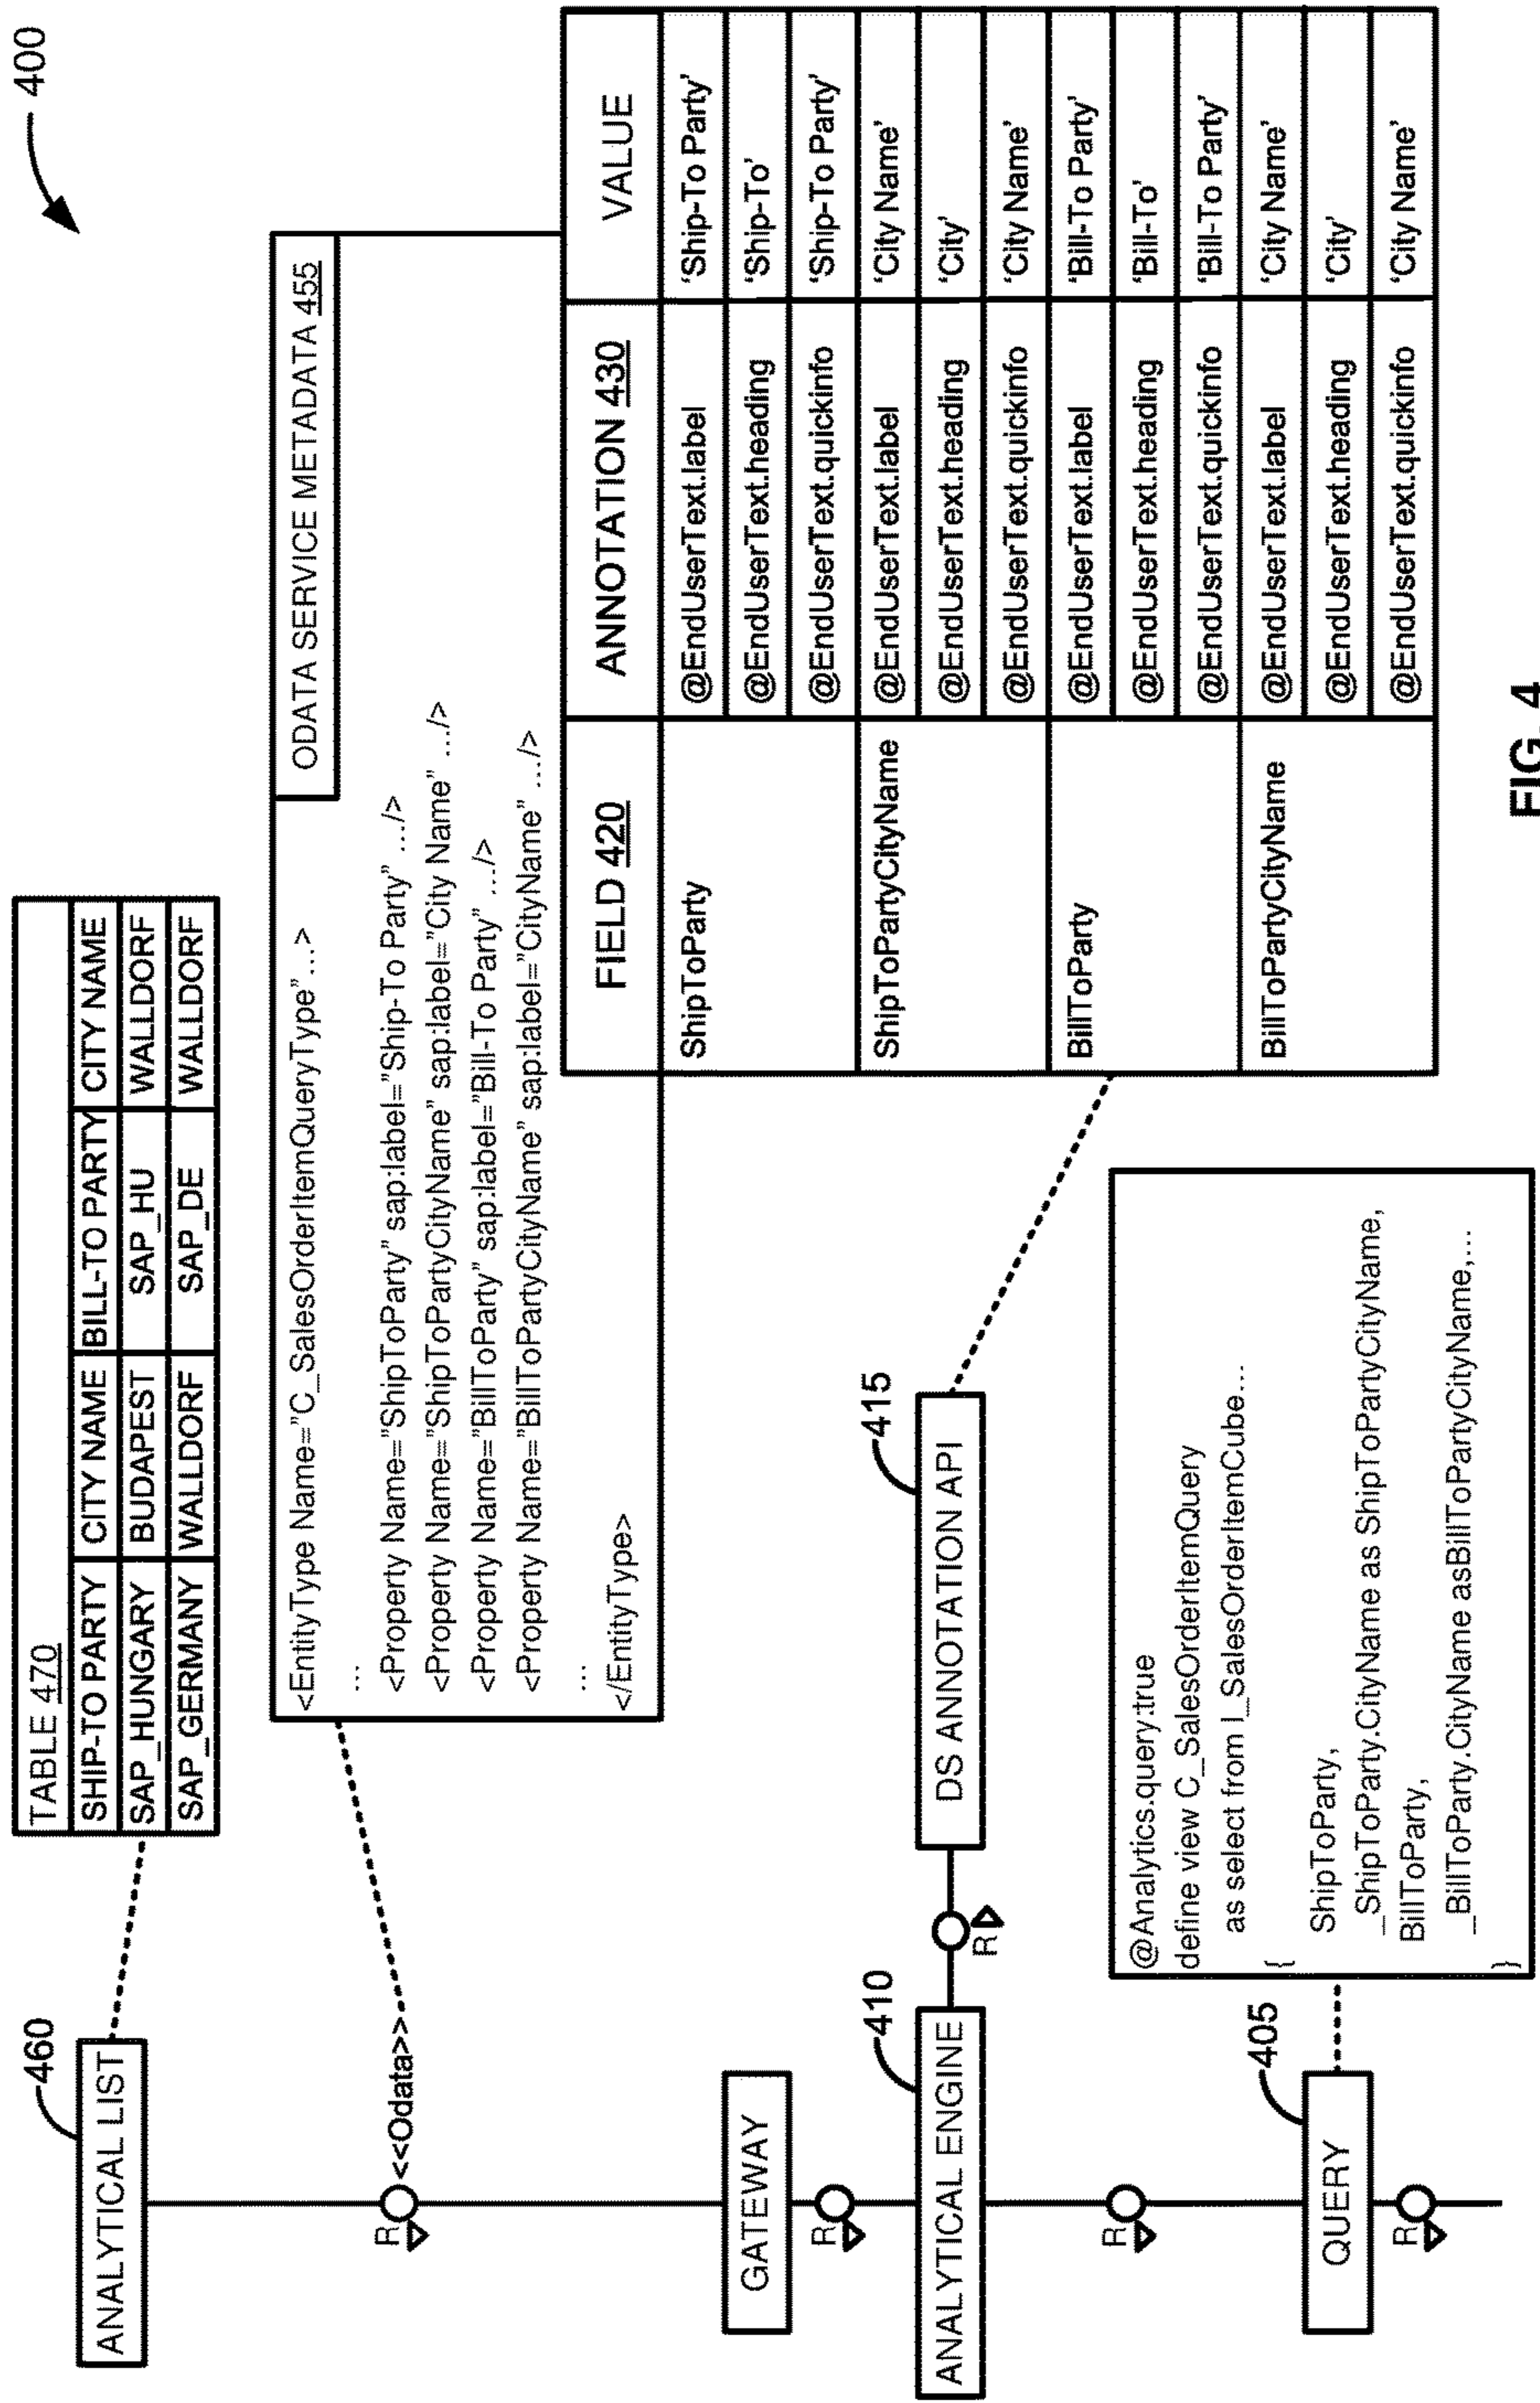 400
TABLE 470
SHIP-TO PARTY CITY NAME BILL-TO PARTY CITY NAME
SAP_HUNGARY BUDAPEST SAP_HU WALLDORF
SAP_GERMANY WALLDORF SAP_DE WALLDORF
460
ANALYTICAL LIST
ODATA SERVICE METADATA 455
<EntityType Name="C_SalesOrderItemQueryType"...>
...
<Property Name="ShipToParty" sap:label="Ship-To Party" .../>
<Property Name="ShipToPartyCityName" sap:label="City Name" .../>
<Property Name="BillToParty" sap:label="Bill-To Party" .../>
<Property Name="BillToPartyCityName" sap:label="CityName" .../>
...
</EntityType>
R
<<Odata>>
FIELD 420 ANNOTATION 430 VALUE
ShipToParty @EndUserText.label ‘Ship-To Party’
@EndUserText.heading ‘Ship-To’
@EndUserText.quickinfo ‘Ship-To Party’
ShipToPartyCityName @EndUserText.label ‘City Name’
@EndUserText.heading ‘City’
@EndUserText.quickinfo ‘City Name’
BillToParty @EndUserText.label ‘Bill-To Party’
@EndUserText.heading ‘Bill-To’
@EndUserText.quickinfo ‘Bill-To Party’
BillToPartyCityName @EndUserText.label ‘City Name’
@EndUserText.heading ‘City’
@EndUserText.quickinfo ‘City Name’
GATEWAY
R
410
ANALYTICAL ENGINE
R
415
DS ANNOTATION API
R
405
QUERY
R
@Analytics.query:true
define view C_SalesOrderItemQuery
as select from I_SalesOrderItemCube...
{
ShipToParty,
_ShipToParty.CityName as ShipToPartyCityName,
BillToParty,
_BillToParty.CityName asBillToPartyCityName,...
}
FIG. 4